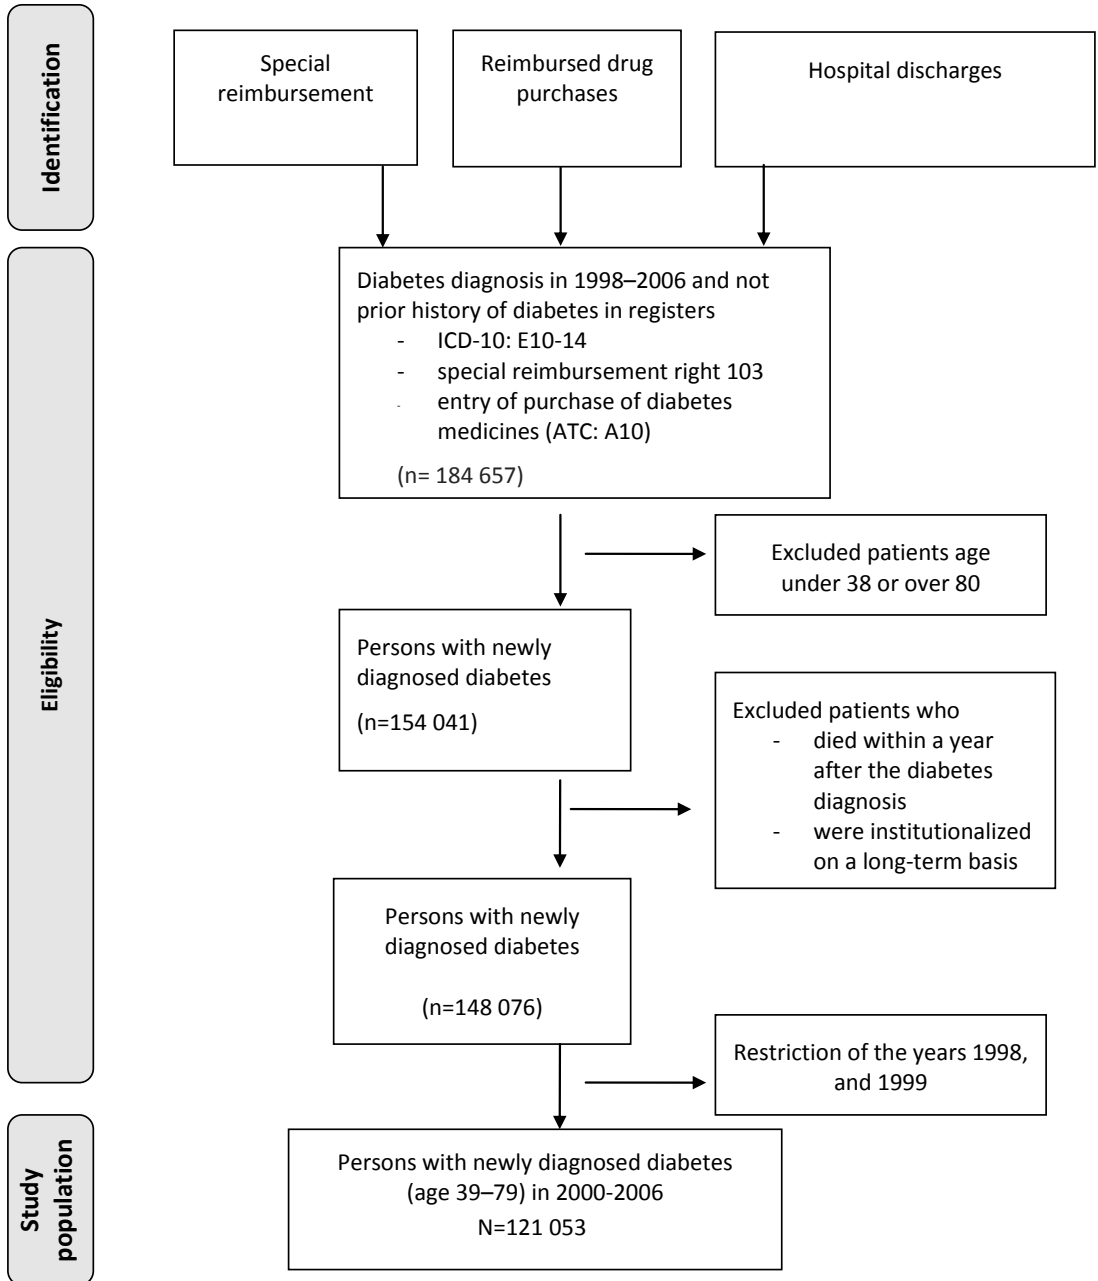 Identification
Special
reimbursement
Reimbursed drug
purchases
Hospital discharges
Eligibility
Diabetes diagnosis in 1998–2006 and not
prior history of diabetes in registers
- ICD-10: E10-14
- special reimbursement right 103
- entry of purchase of diabetes
medicines (ATC: A10)
(n= 184 657)
Excluded patients age
under 38 or over 80
Persons with newly
diagnosed diabetes
(n=154 041)
Excluded patients who
- died within a year
after the diabetes
diagnosis
- were institutionalized
on a long-term basis
Persons with newly
diagnosed diabetes
(n=148 076)
Restriction of the years 1998,
and 1999
Study
population
Persons with newly diagnosed diabetes
(age 39–79) in 2000-2006
N=121 053